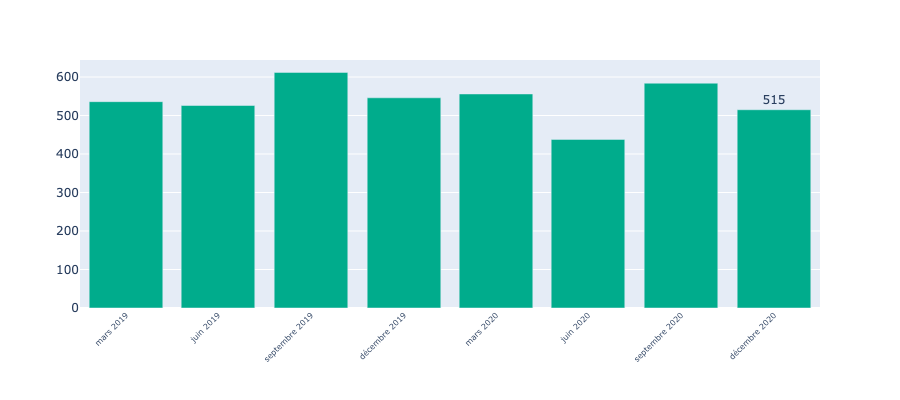 600
500
400
300
200
100
0
515
mars 2019
juin 2019
septembre 2019
décembre 2019
mars 2020
juin 2020
septembre 2020
décembre 2020